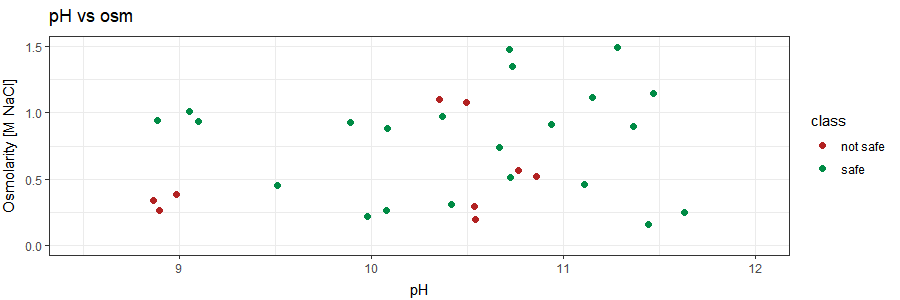 pH vs osm
1.5
1.0
0.5
0.0
Osmolarity [M NaCl]
9 10 11 12
pH
class
not safe
safe